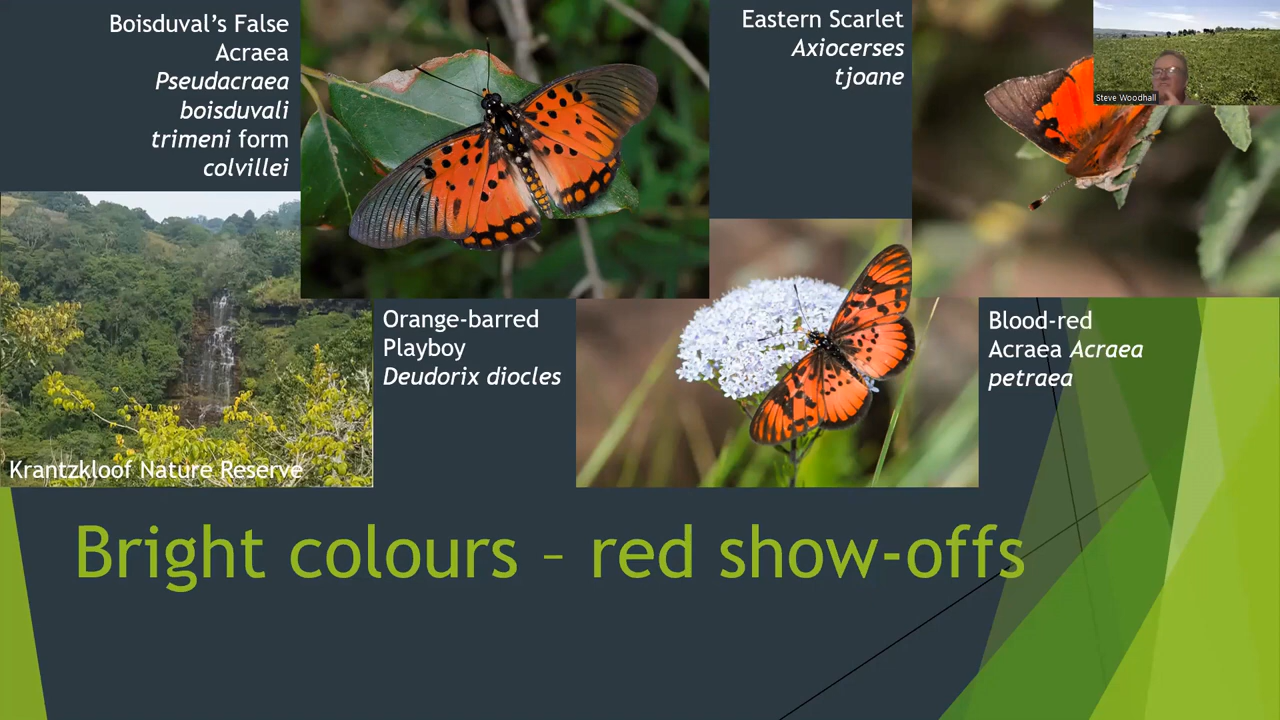 Boisduval’s False
Acraea
Pseudacraea
boisduvali
trimeni form
colvillei
Eastern Scarlet
Axiocerses
tjoane
Steve Woodhall
Krantzkloof Nature Reserve
Orange-barred
Playboy
Deudorix diocles
Blood-red
Acraea Acraea
petraea
Bright colours – red show-offs